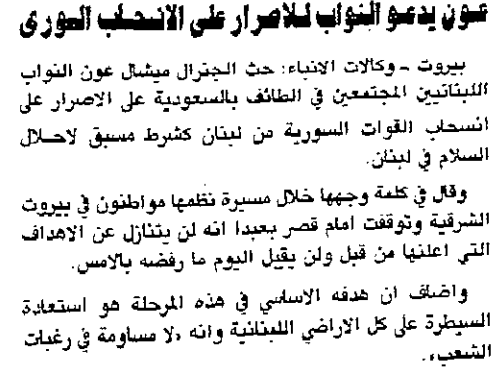 عون يدعو النواب للاصرار على الانسحاب السورى
بيروت - وكالات الانباء: حث الجنرال ميشال عون النواب
اللبنانيين المجتمعين في الطائف بالسعودية على الاصرار على
انسحاب القوات السورية من لبنان كشرط مسبق لاحلال
السلام في لبنان.
وقال في كلمة وجهها خلال مسيرة نظمها مواطنون في بيروت
الشرقية وتوقفت امام قصر بعبدا انه لن يتنازل عن الاهداف
التي اعلنها من قبل ولن يقبل اليوم ما رفضه بالامس.
واضاف ان هدفه الاساسي في هذه المرحلة هو استعادة
السيطرة على كل الاراضي اللبنانية وانه «لا مساومة في رغبات
الشعب».